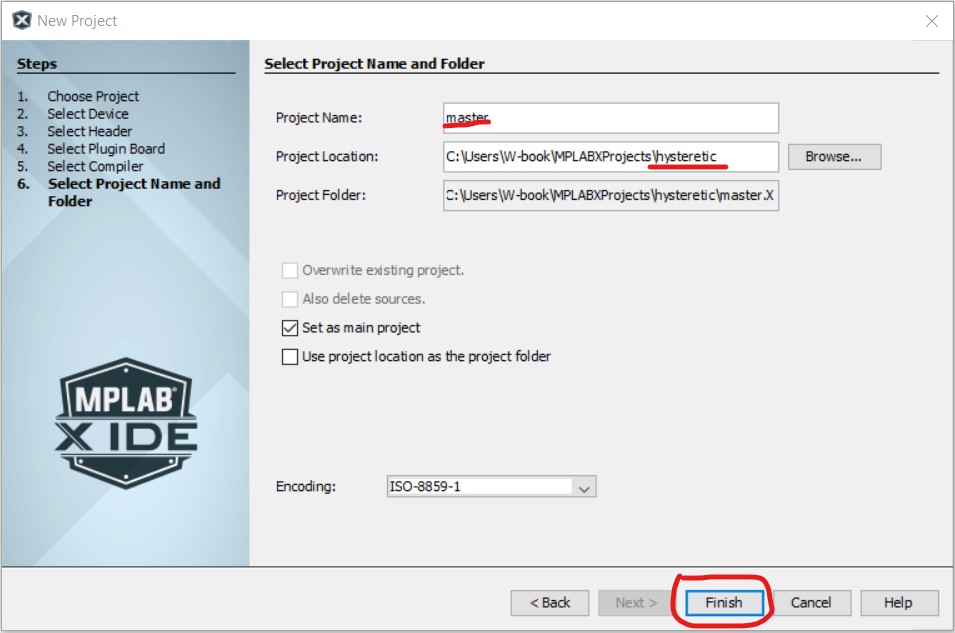 New Project
Steps
1. Choose Project
2. Select Device
3. Select Header
4. Select Plugin Board
5. Select Compiler
6. Select Project Name and
Folder
MPLAB®
X IDE
Select Project Name and Folder
Project Name: master
Project Location: C:\Users\W-book\MPLABXProjects\hysteretic Browse...
Project Folder: C:\Users\W-book\MPLABXProjects\hysteretic\master.X
Overwrite existing project.
Also delete sources.
Set as main project
Use project location as the project folder
Encoding: ISO-8859-1
< Back Next > Finish Cancel Help